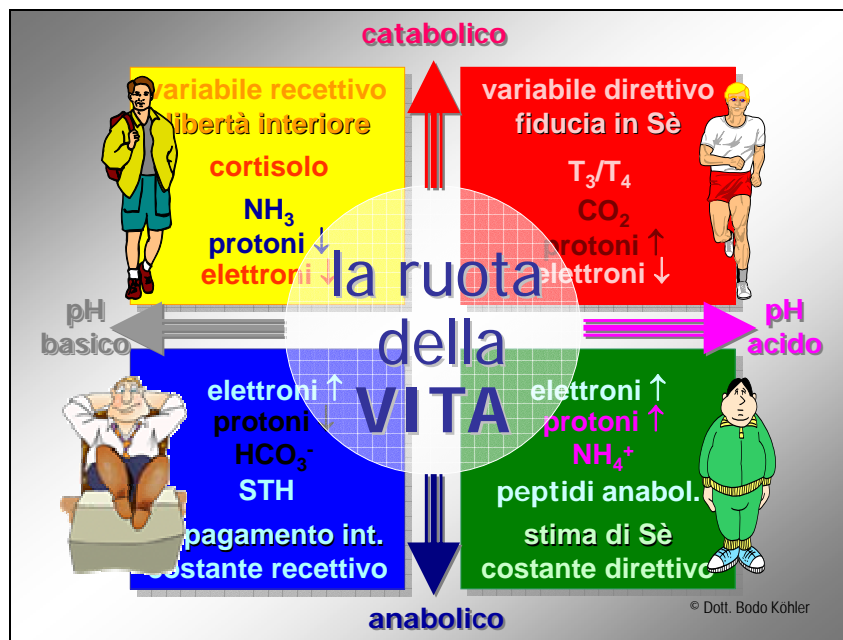 catabolico
variabile recettivo
libertà interiore
cortisolo
NH₃
protoni ↓
elettroni ↓
variabile direttivo
fiducia in Sè
T₃/T₄
CO₂
protoni ↑
elettroni ↓
la ruota
della
VITA
pH
basico
pH
acido
elettroni ↑
protoni ↓
HCO₃⁻
STH
pagamento int.
costante recettivo
elettroni ↑
protoni ↑
NH₄⁺
peptidi anabol.
stima di Sè
costante direttivo
anabolico
© Dott. Bodo Köhler